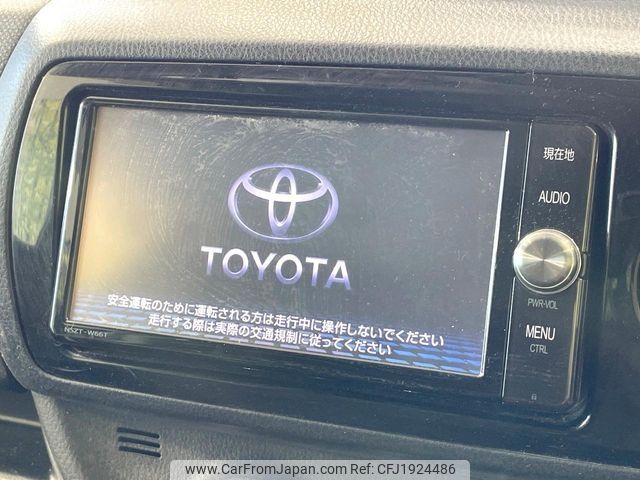 現在地
AUDIO
PWR-VOL
MENU
CTRL
TOYOTA
安全運転のために運転される方は走行中に操作しないでください
走行する際は実際の交通規制に従ってください
NSZT-W66T
www.CarFromJapan.com Ref No: CFJ1924486